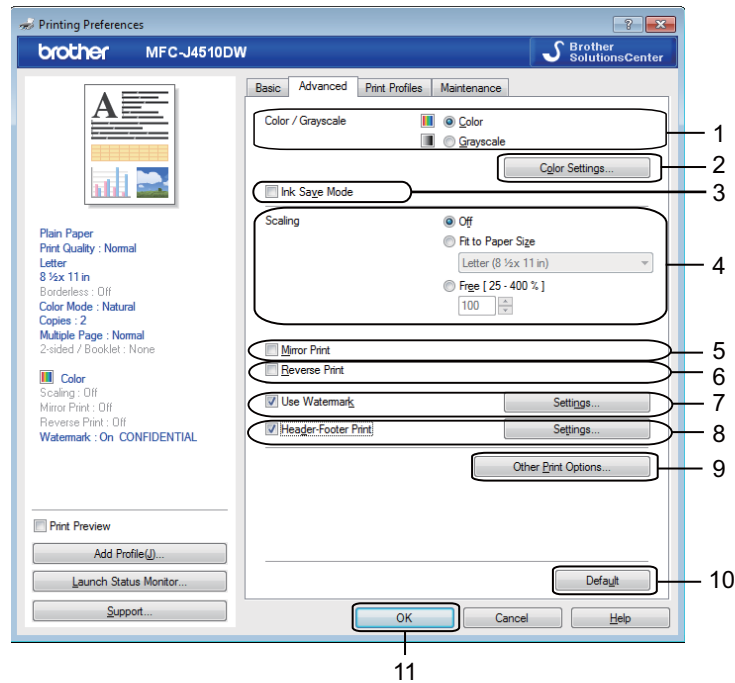 Printing Preferences
brother MFC-J4510DW
Brother
SolutionsCenter
Basic Advanced Print Profiles Maintenance
A
Color / Grayscale Color
Grayscale
1
Color Settings...
2
Ink Save Mode
3
Scaling Off
Fit to Paper Size
Letter (8 ½x 11 in)
Free [ 25 - 400 % ]
100
4
Mirror Print
5
Reverse Print
6
Use Watermark Settings...
7
Header-Footer Print Settings...
8
Other Print Options...
9
Default
10
Plain Paper
Print Quality : Normal
Letter
8 ½x 11 in
Borderless : Off
Color Mode : Natural
Copies : 2
Multiple Page : Normal
2-sided / Booklet : None
Color
Scaling : Off
Mirror Print : Off
Reverse Print : Off
Watermark : On CONFIDENTIAL
Print Preview
Add Profile(J)...
Launch Status Monitor...
Support...
OK Cancel Help
11